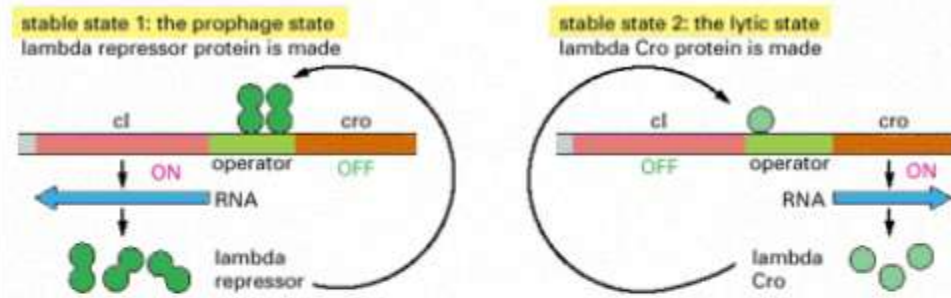 stable state 1: the prophage state
lambda repressor protein is made
cI
cro
operator
ON
OFF
RNA
lambda
repressor
stable state 2: the lytic state
lambda Cro protein is made
cI
cro
operator
OFF
ON
RNA
lambda
Cro